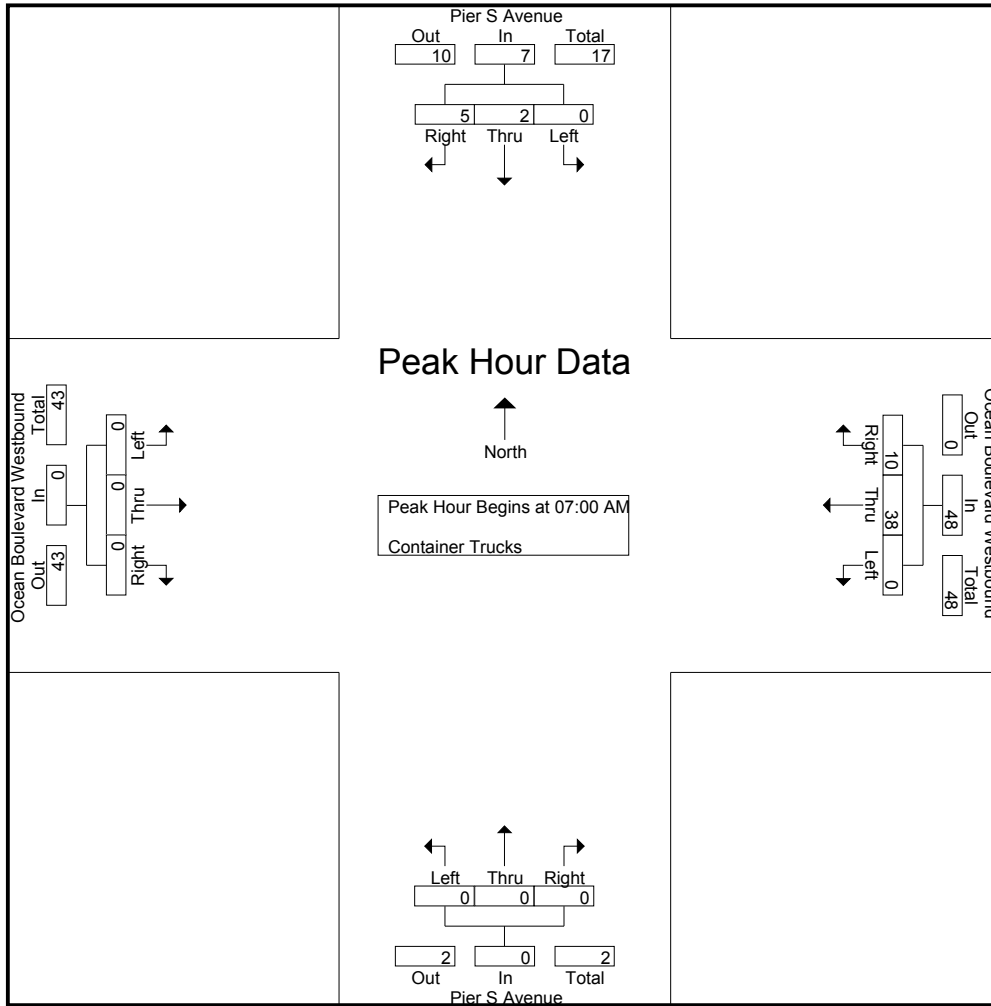 Pier S Avenue
Out In Total
10 7 17
5 2 0
Right Thru Left
Peak Hour Data
North
Peak Hour Begins at 07:00 AM
Container Trucks
Ocean Boulevard Westbound
Total In Out
43 0 43
0 0 0
Left Thru Right
Ocean Boulevard Westbound
Out In Total
0 48 48
10 38 0
Right Thru Left
Left Thru Right
0 0 0
2 0 2
Out In Total
Pier S Avenue